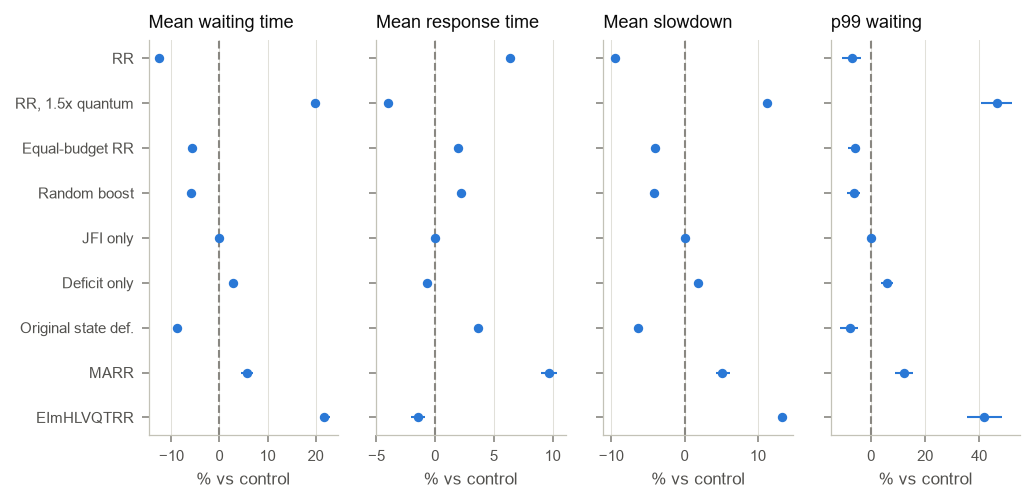 Mean waiting time
Mean response time
Mean slowdown
p99 waiting
RR
RR, 1.5x quantum
Equal-budget RR
Random boost
JFI only
Deficit only
Original state def.
MARR
EImHLVQTRR
−10 0 10 20
−5 0 5 10
−10 0 10
0 20 40
% vs control
% vs control
% vs control
% vs control